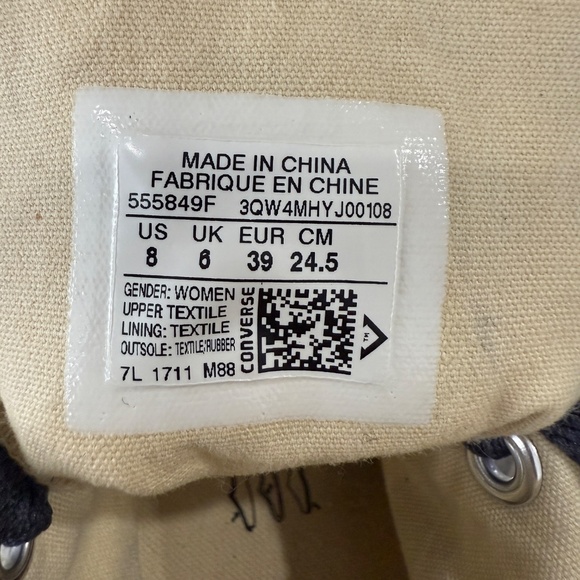 MADE IN CHINA
FABRIQUE EN CHINE
555849F 3QW4MHYJ00108
US UK EUR CM
8 6 39 24.5
GENDER: WOMEN
UPPER: TEXTILE
LINING: TEXTILE
OUTSOLE: TEXTILE/RUBBER
7L 1711 M88
CONVERSE
TM